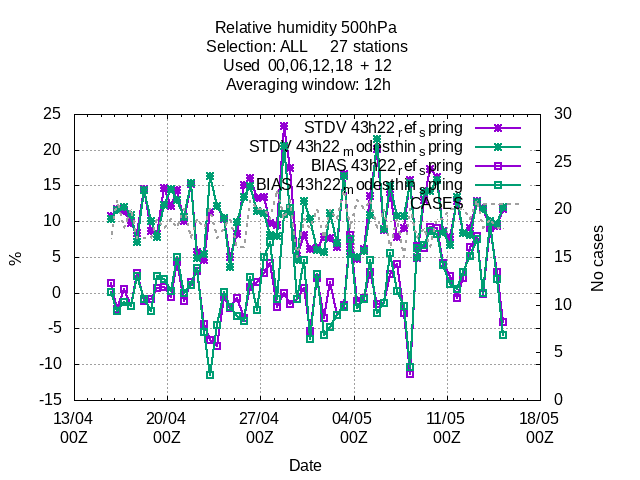 Relative humidity 500hPa
Selection: ALL 27 stations
Used 00,06,12,18 + 12
Averaging window: 12h
25 30
STDV 43h22_ref_spring
STDV 43h22_modesthin_spring
BIAS 43h22_ref_spring
BIAS 43h22_modesthin_spring
CASES
20 25
15 20
10
5 15
0 10
-5 5
-10
-15 0
%
No cases
13/04 20/04 27/04 04/05 11/05 18/05
00Z 00Z 00Z 00Z 00Z 00Z
Date